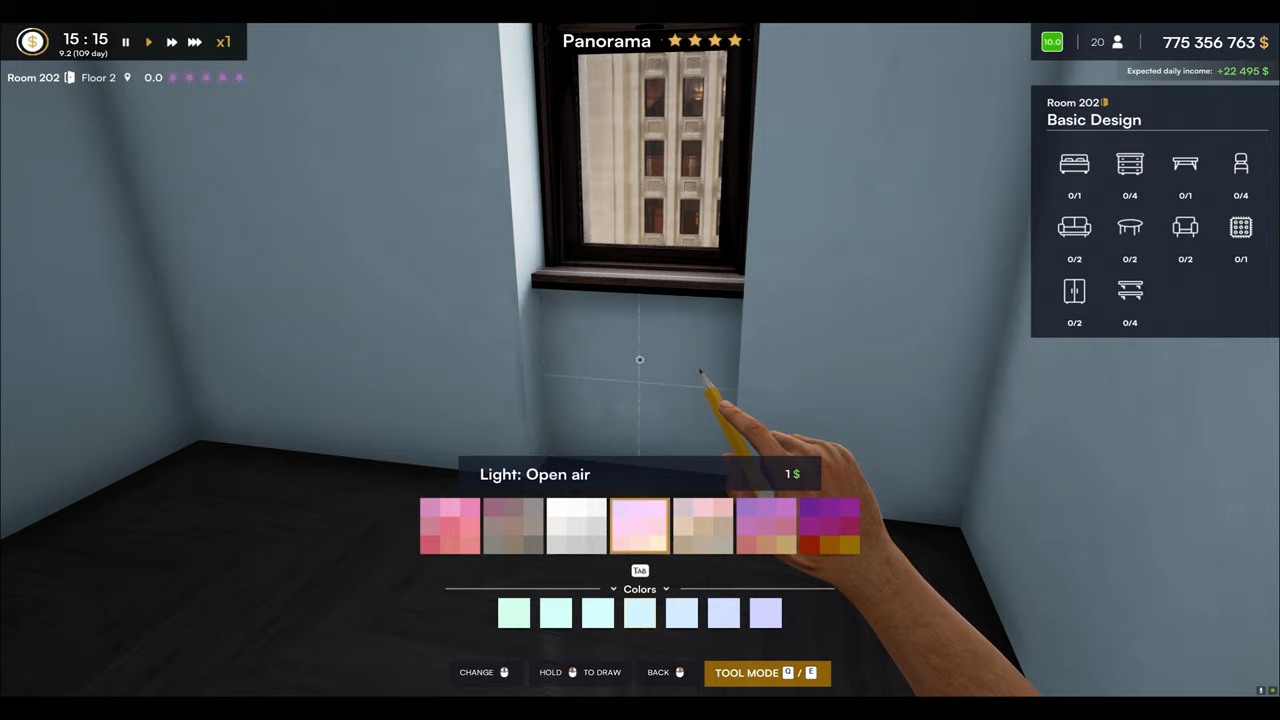 15 : 15
9.2 (109 day)
x1
Panorama
10.0
20
775 356 763 $
Room 202
Floor 2
0.0
Expected daily income: +22 495 $
Room 202
Basic Design
0/1
0/4
0/1
0/4
0/2
0/2
0/2
0/1
0/2
0/4
Light: Open air
1 $
TAB
Colors
CHANGE
HOLD
TO DRAW
BACK
TOOL MODE Q / E